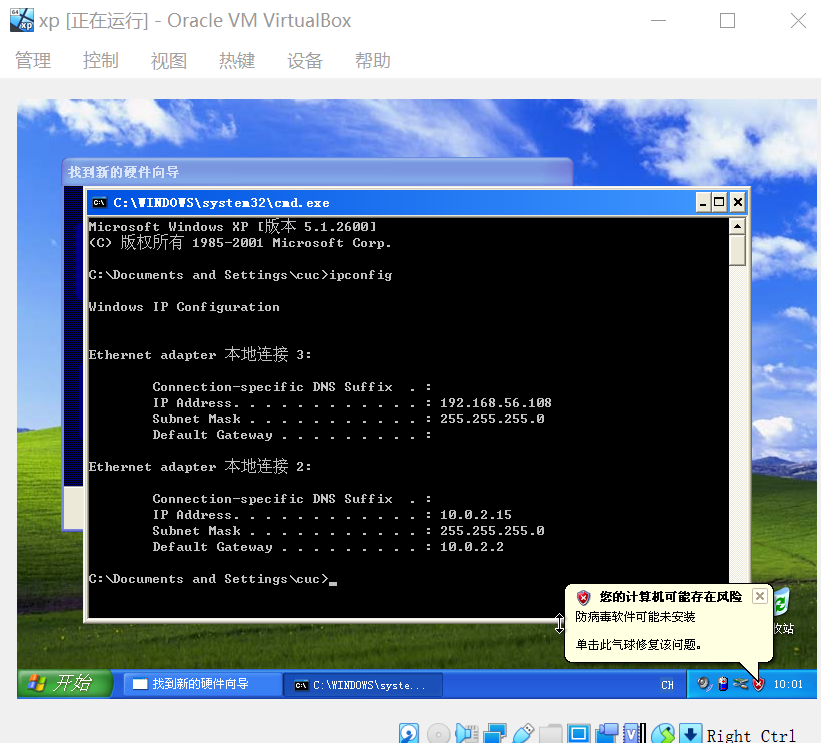 xp [正在运行] - Oracle VM VirtualBox
管理 控制 视图 热键 设备 帮助
找到新的硬件向导
C:\WINDOWS\system32\cmd.exe
Microsoft Windows XP [版本 5.1.2600]
(C) 版权所有 1985-2001 Microsoft Corp.
C:\Documents and Settings\cuc>ipconfig
Windows IP Configuration
Ethernet adapter 本地连接 3:
Connection-specific DNS Suffix  . :
IP Address. . . . . . . . . . . . : 192.168.56.108
Subnet Mask . . . . . . . . . . . : 255.255.255.0
Default Gateway . . . . . . . . . :
Ethernet adapter 本地连接 2:
Connection-specific DNS Suffix  . :
IP Address. . . . . . . . . . . . : 10.0.2.15
Subnet Mask . . . . . . . . . . . : 255.255.255.0
Default Gateway . . . . . . . . . : 10.0.2.2
C:\Documents and Settings\cuc>_
您的计算机可能存在风险
防病毒软件可能未安装
单击此气球修复该问题。
收站
开始 找到新的硬件向导 C:\WINDOWS\syste... CH 10:01
Right Ctrl